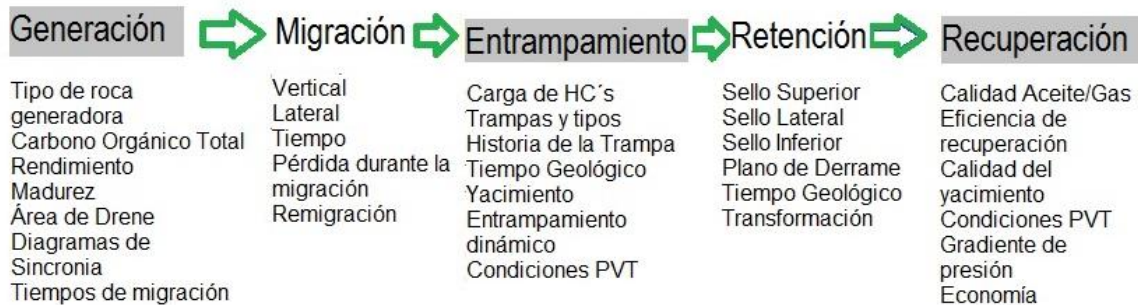 Generación
Migración
Entrampamiento
Retención
Recuperación
Tipo de roca
generadora
Carbono Orgánico Total
Rendimiento
Madurez
Área de Drene
Diagramas de
Sincronia
Tiempos de migración
Vertical
Lateral
Tiempo
Pérdida durante la
migración
Remigración
Carga de HC´s
Trampas y tipos
Historia de la Trampa
Tiempo Geológico
Yacimiento
Entrampamiento
dinámico
Condiciones PVT
Sello Superior
Sello Lateral
Sello Inferior
Plano de Derrame
Tiempo Geológico
Transformación
Calidad Aceite/Gas
Eficiencia de
recuperación
Calidad del
yacimiento
Condiciones PVT
Gradiente de
presión
Economía